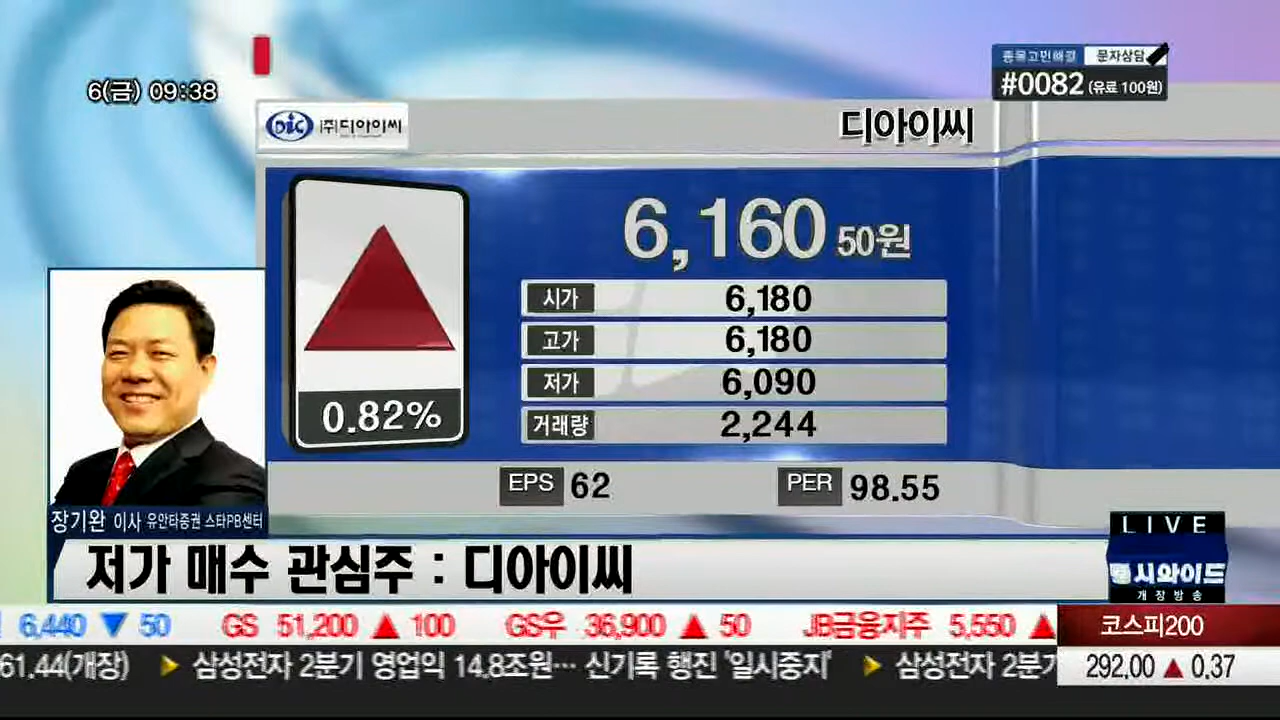 종목고민해결 문자상담
6(금) 09:38
#0082 (유료 100원)
DIC (주)디아이씨
디아이씨
6,160 50원
시가 6,180
고가 6,180
저가 6,090
거래량 2,244
0.82%
EPS 62 PER 98.55
장기완 이사 유안타증권 스타PB센터
LIVE
저가 매수 관심주 : 디아이씨
시와이드
개장방송
6,440 ▼ 50 GS 51,200 ▲ 100 GS우 36,900 ▲ 50 JB금융지주 5,550 ▲
코스피200
61.44(개장) ▶ 삼성전자 2분기 영업익 14.8조원… 신기록 행진 '일시중지' ▶ 삼성전자 2분기
292.00 ▲ 0.37